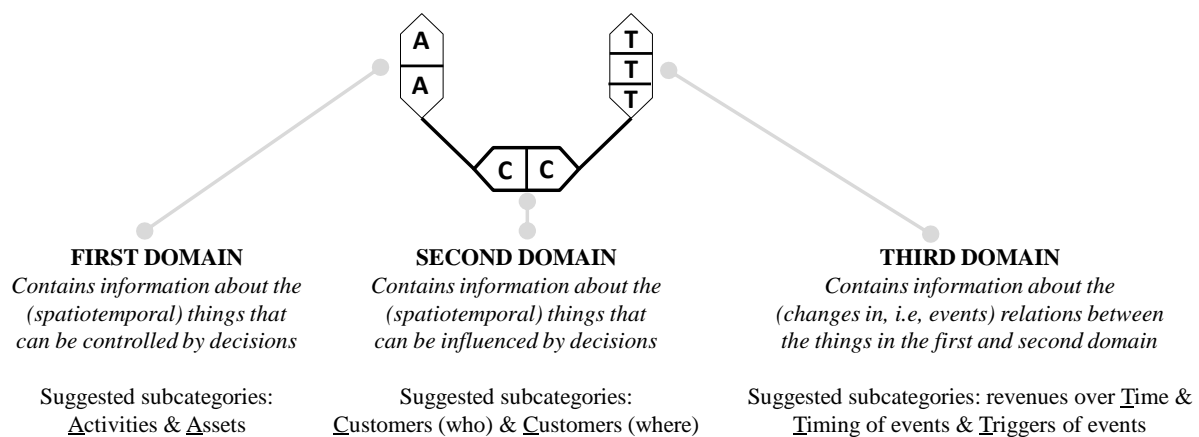 A
A
T
T
T
C C
FIRST DOMAIN
Contains information about the
(spatiotemporal) things that
can be controlled by decisions
Suggested subcategories:
Activities & Assets
SECOND DOMAIN
Contains information about the
(spatiotemporal) things that
can be influenced by decisions
Suggested subcategories:
Customers (who) & Customers (where)
THIRD DOMAIN
Contains information about the
(changes in, i.e, events) relations between
the things in the first and second domain
Suggested subcategories: revenues over Time &
Timing of events & Triggers of events